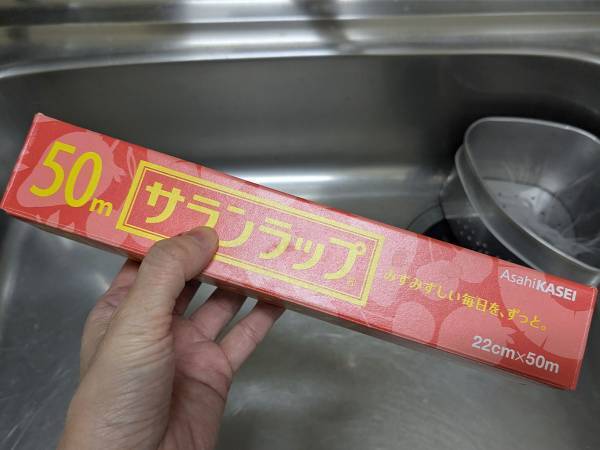 50m
サランラップ®
みずみずしい毎日を、ずっと。
AsahiKASEI
22cm×50m